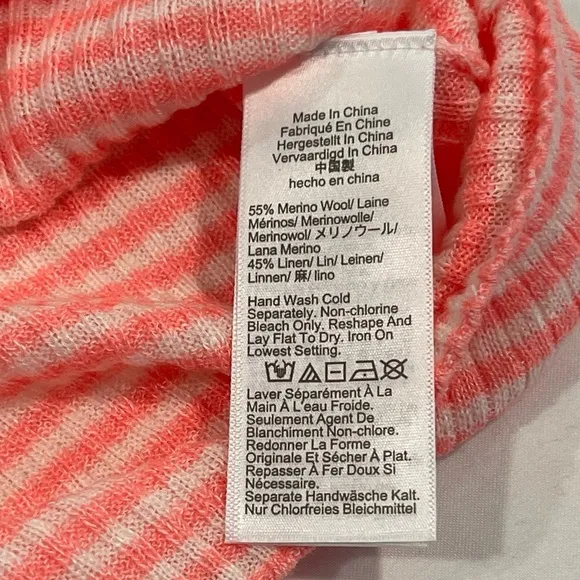 Made In China
Fabriqué En Chine
Hergestellt In China
Vervaardigd In China
中国製
hecho en china
55% Merino Wool/ Laine
Mérinos/ Merinowolle/
Merinowol/ メリノウール/
Lana Merino
45% Linen/ Lin/ Leinen/
Linnen/ 麻/ lino
Hand Wash Cold
Separately. Non-chlorine
Bleach Only. Reshape And
Lay Flat To Dry. Iron On
Lowest Setting.
Laver Séparément À La
Main À L'eau Froide.
Seulement Agent De
Blanchiment Non-chlore.
Redonner La Forme
Originale Et Sécher À Plat.
Repasser À Fer Doux Si
Nécessaire.
Separate Handwäsche Kalt.
Nur Chlorfreies Bleichmittel